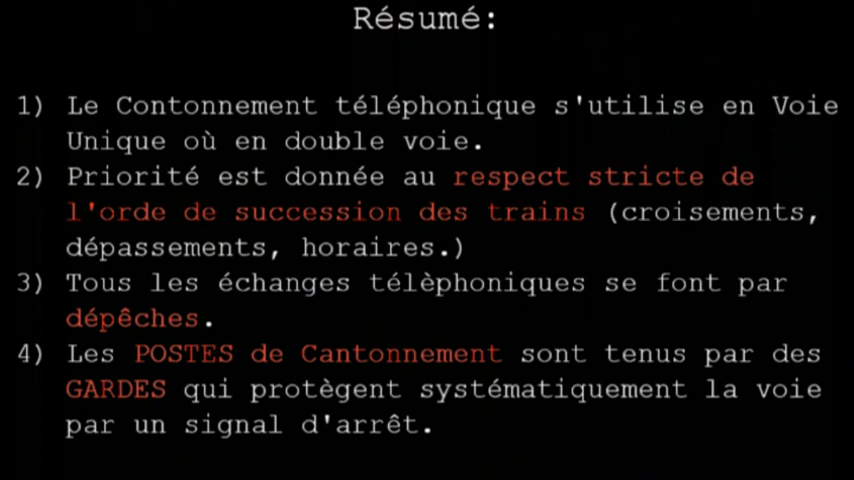 Résumé:
1) Le Contonnement téléphonique s'utilise en Voie
Unique où en double voie.
2) Priorité est donnée au respect stricte de
l'orde de succession des trains (croisements,
dépassements, horaires.)
3) Tous les échanges télèphoniques se font par
dépêches.
4) Les POSTES de Cantonnement sont tenus par des
GARDES qui protègent systématiquement la voie
par un signal d'arrêt.